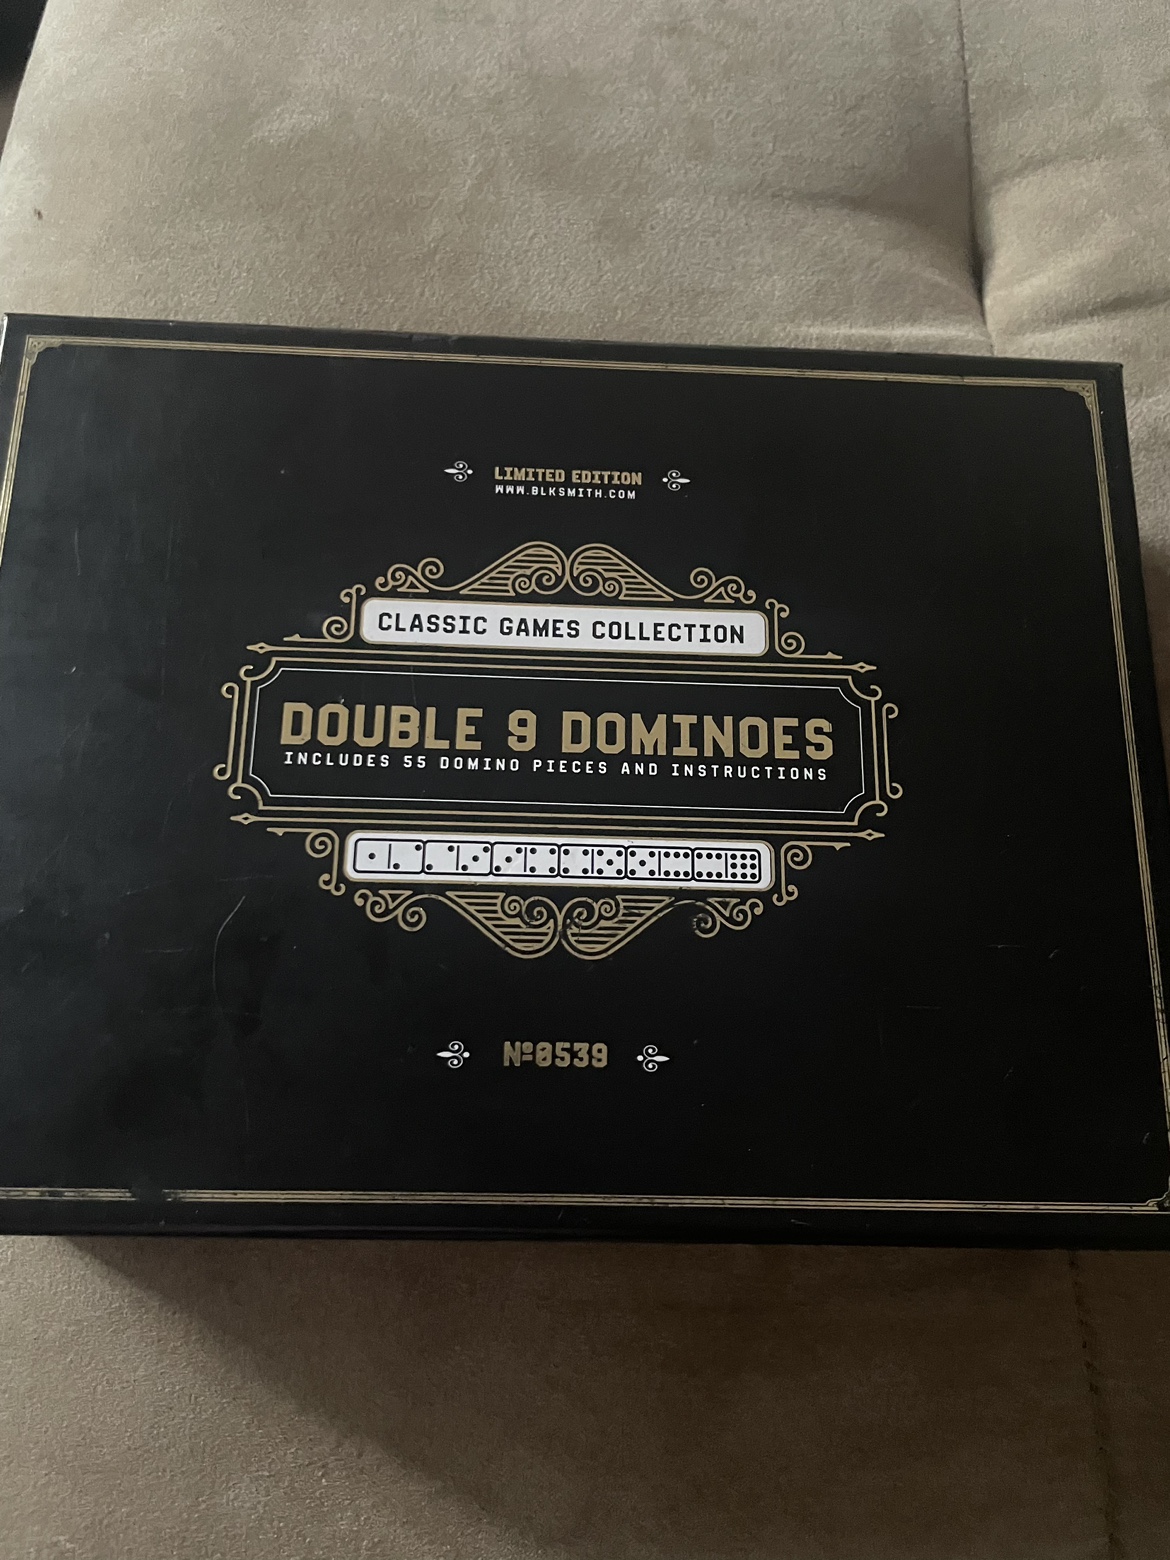 LIMITED EDITION
WWW.BLKSMITH.COM
CLASSIC GAMES COLLECTION
DOUBLE 9 DOMINOES
INCLUDES 55 DOMINO PIECES AND INSTRUCTIONS
Nº0539